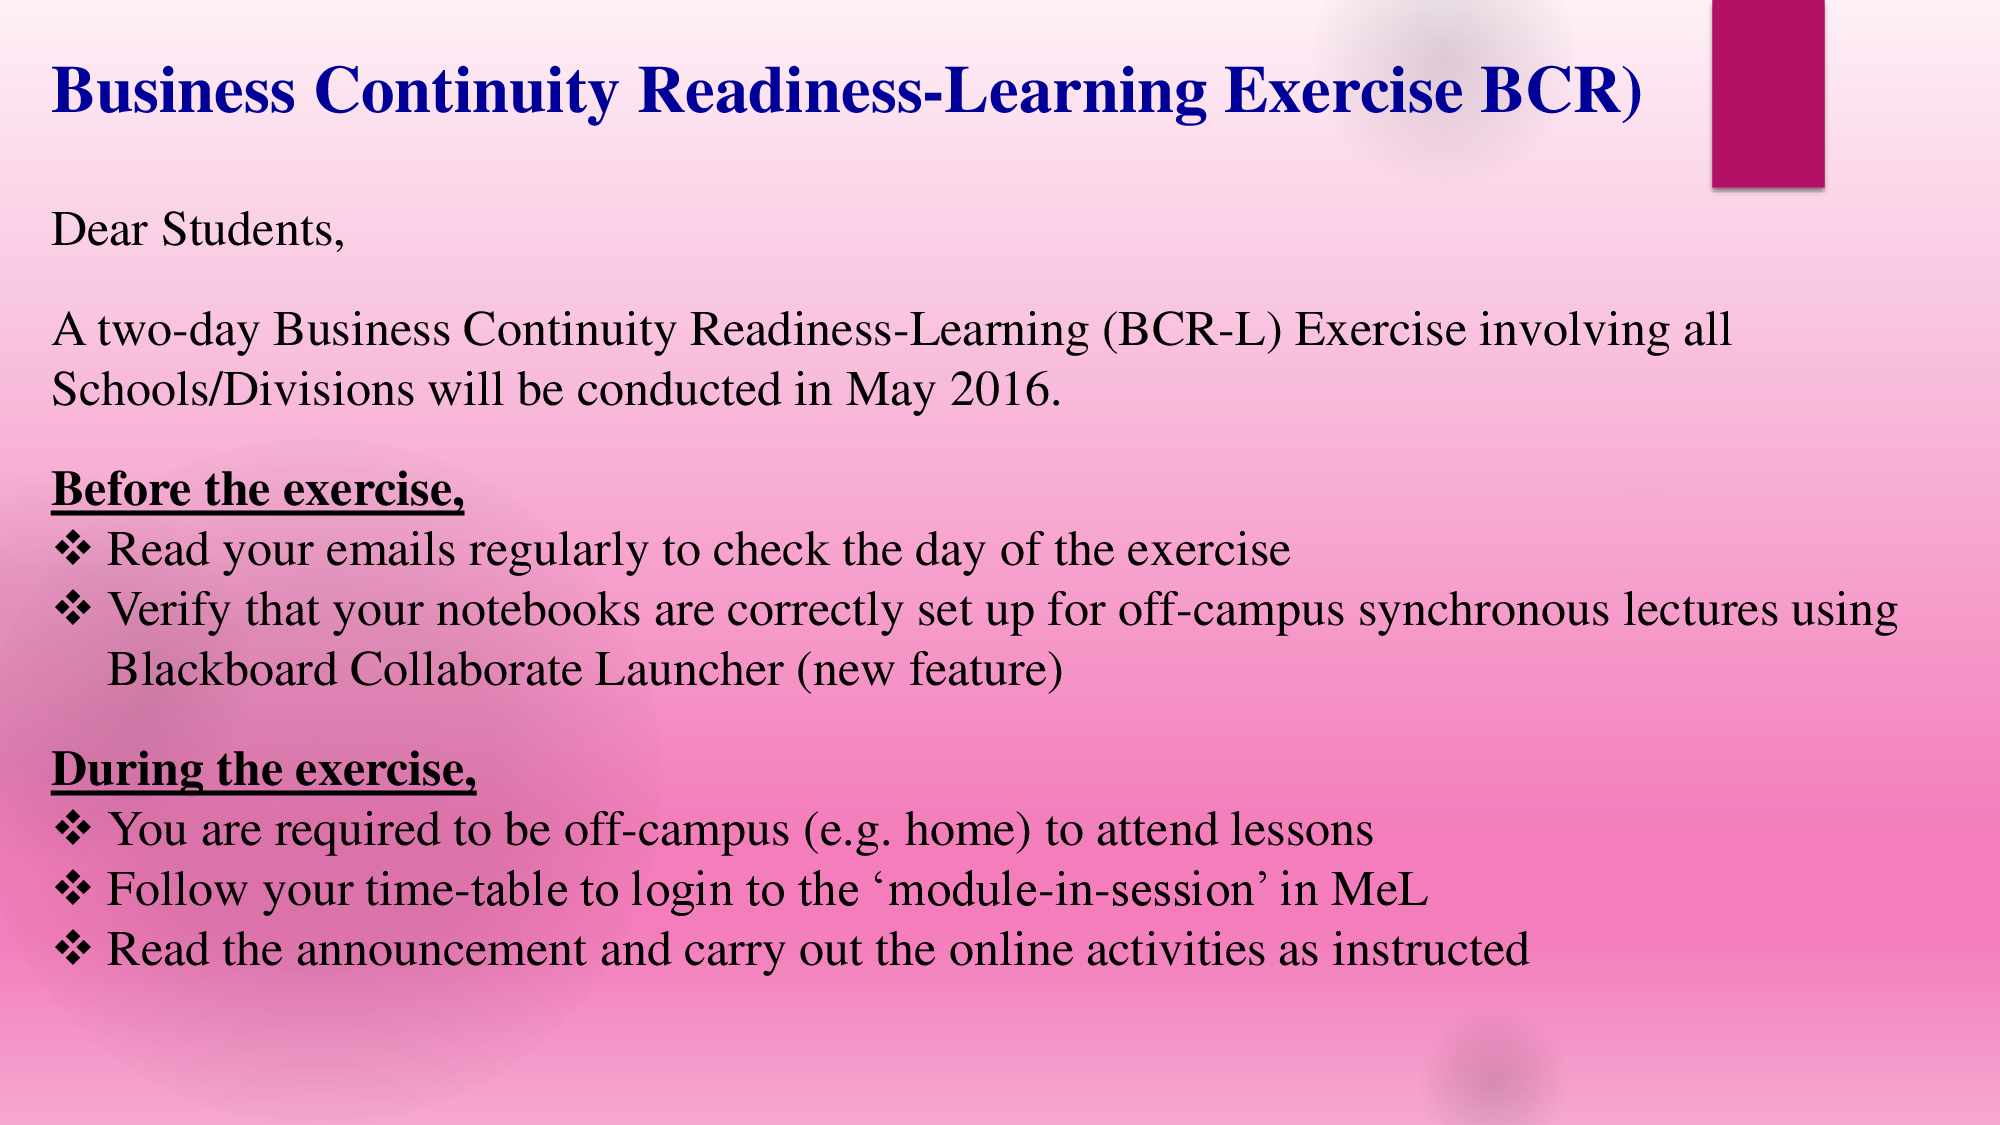 Business Continuity Readiness-Learning Exercise BCR)
Dear Students,
A two-day Business Continuity Readiness-Learning (BCR-L) Exercise involving all
Schools/Divisions will be conducted in May 2016.
Before the exercise,
❖ Read your emails regularly to check the day of the exercise
❖ Verify that your notebooks are correctly set up for off-campus synchronous lectures using
Blackboard Collaborate Launcher (new feature)
During the exercise,
❖ You are required to be off-campus (e.g. home) to attend lessons
❖ Follow your time-table to login to the ‘module-in-session’ in MeL
❖ Read the announcement and carry out the online activities as instructed